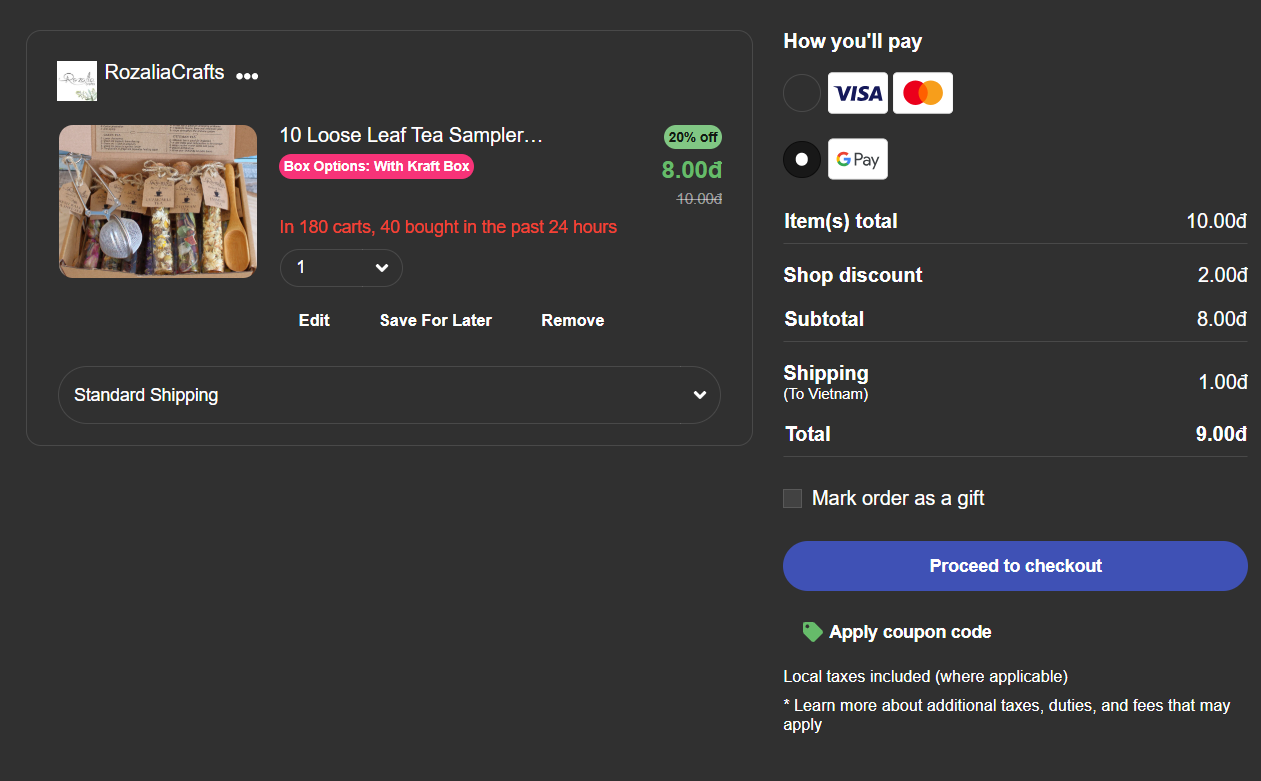 RozaliaCrafts
10 Loose Leaf Tea Sampler...
20% off
Box Options: With Kraft Box
8.00đ
10.00đ
In 180 carts, 40 bought in the past 24 hours
1
Edit
Save For Later
Remove
Standard Shipping
How you'll pay
VISA
G Pay
Item(s) total
10.00đ
Shop discount
2.00đ
Subtotal
8.00đ
Shipping
(To Vietnam)
1.00đ
Total
9.00đ
Mark order as a gift
Proceed to checkout
Apply coupon code
Local taxes included (where applicable)
* Learn more about additional taxes, duties, and fees that may
apply